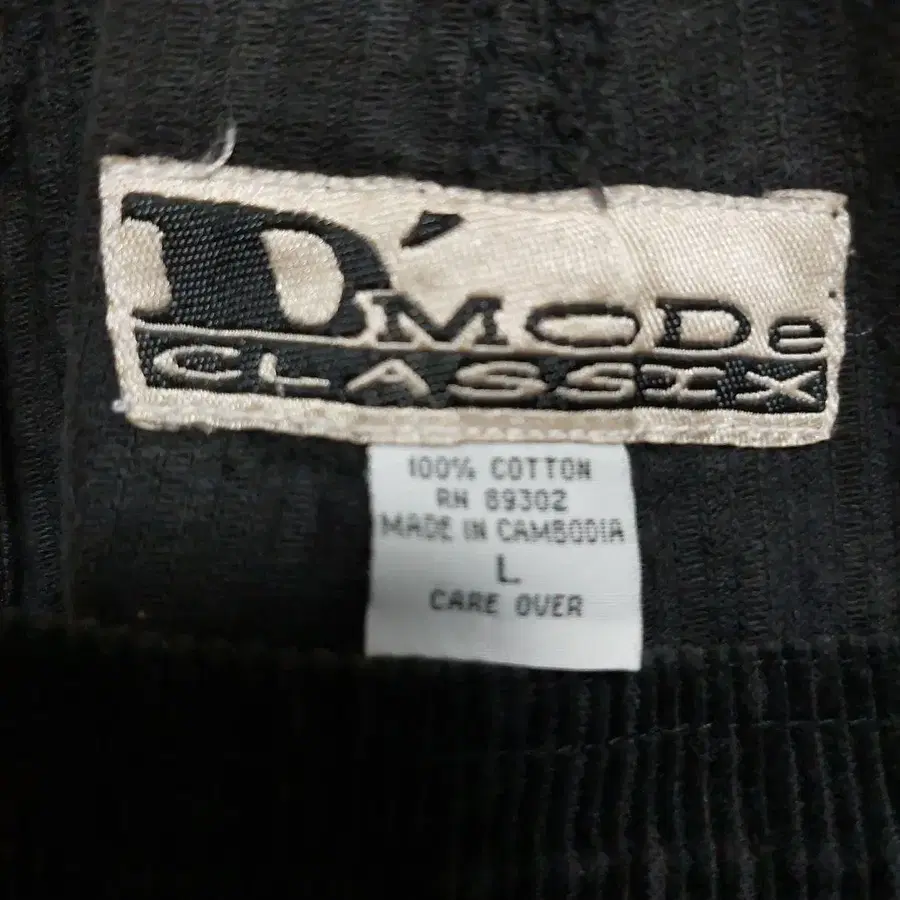 D'MODe
CLASSIX
100% COTTON
RN 89302
MADE IN CAMBODIA
L
CARE OVER